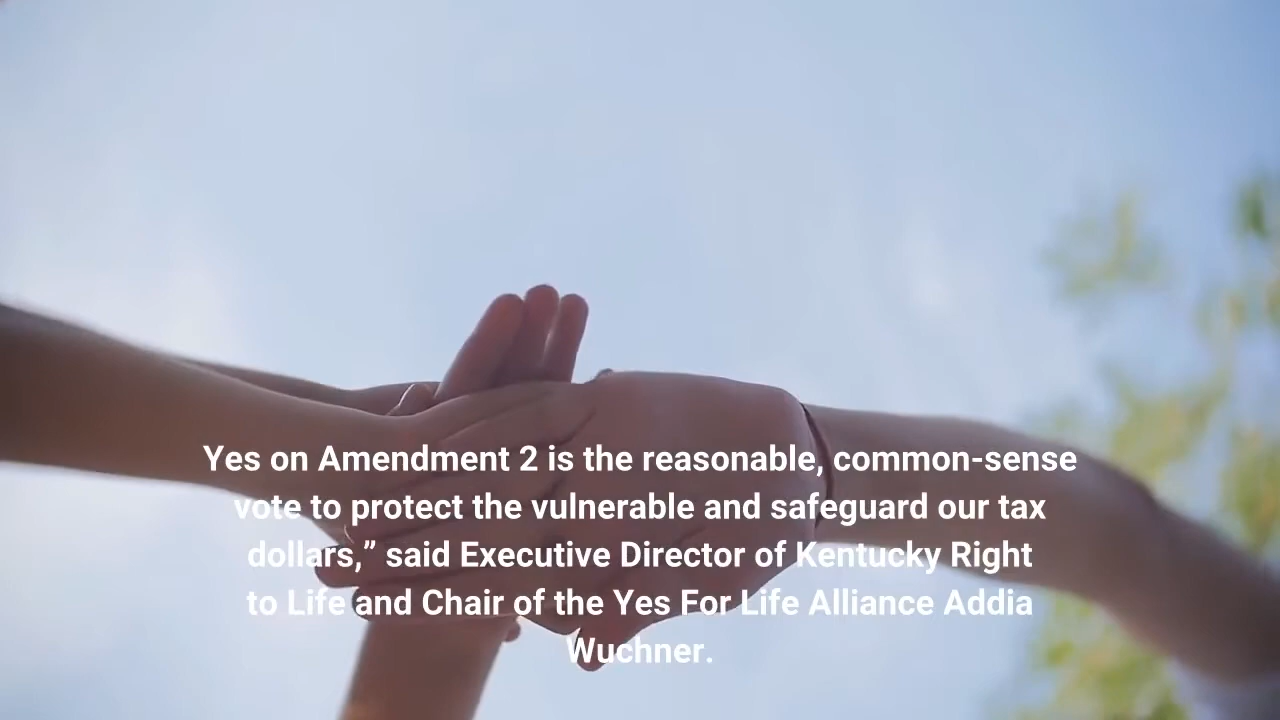 Yes on Amendment 2 is the reasonable, common-sense
vote to protect the vulnerable and safeguard our tax
dollars,” said Executive Director of Kentucky Right
to Life and Chair of the Yes For Life Alliance Addia
Wuchner.